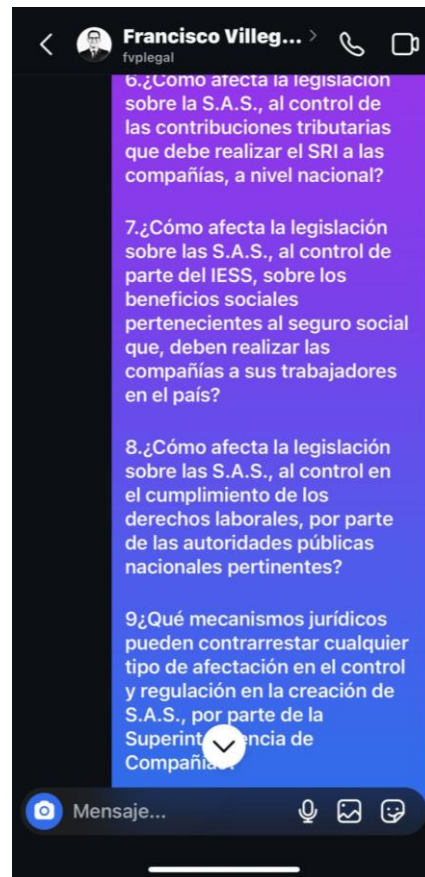 Francisco Villeg...
fvplegal
6.¿Cómo afecta la legislación
sobre la S.A.S., al control de
las contribuciones tributarias
que debe realizar el SRI a las
compañías, a nivel nacional?
7.¿Cómo afecta la legislación
sobre las S.A.S., al control de
parte del IESS, sobre los
beneficios sociales
pertenecientes al seguro social
que, deben realizar las
compañías a sus trabajadores
en el país?
8.¿Cómo afecta la legislación
sobre las S.A.S., al control en
el cumplimiento de los
derechos laborales, por parte
de las autoridades públicas
nacionales pertinentes?
9¿Qué mecanismos jurídicos
pueden contrarrestar cualquier
tipo de afectación en el control
y regulación en la creación de
S.A.S., por parte de la
de
Mensaje...